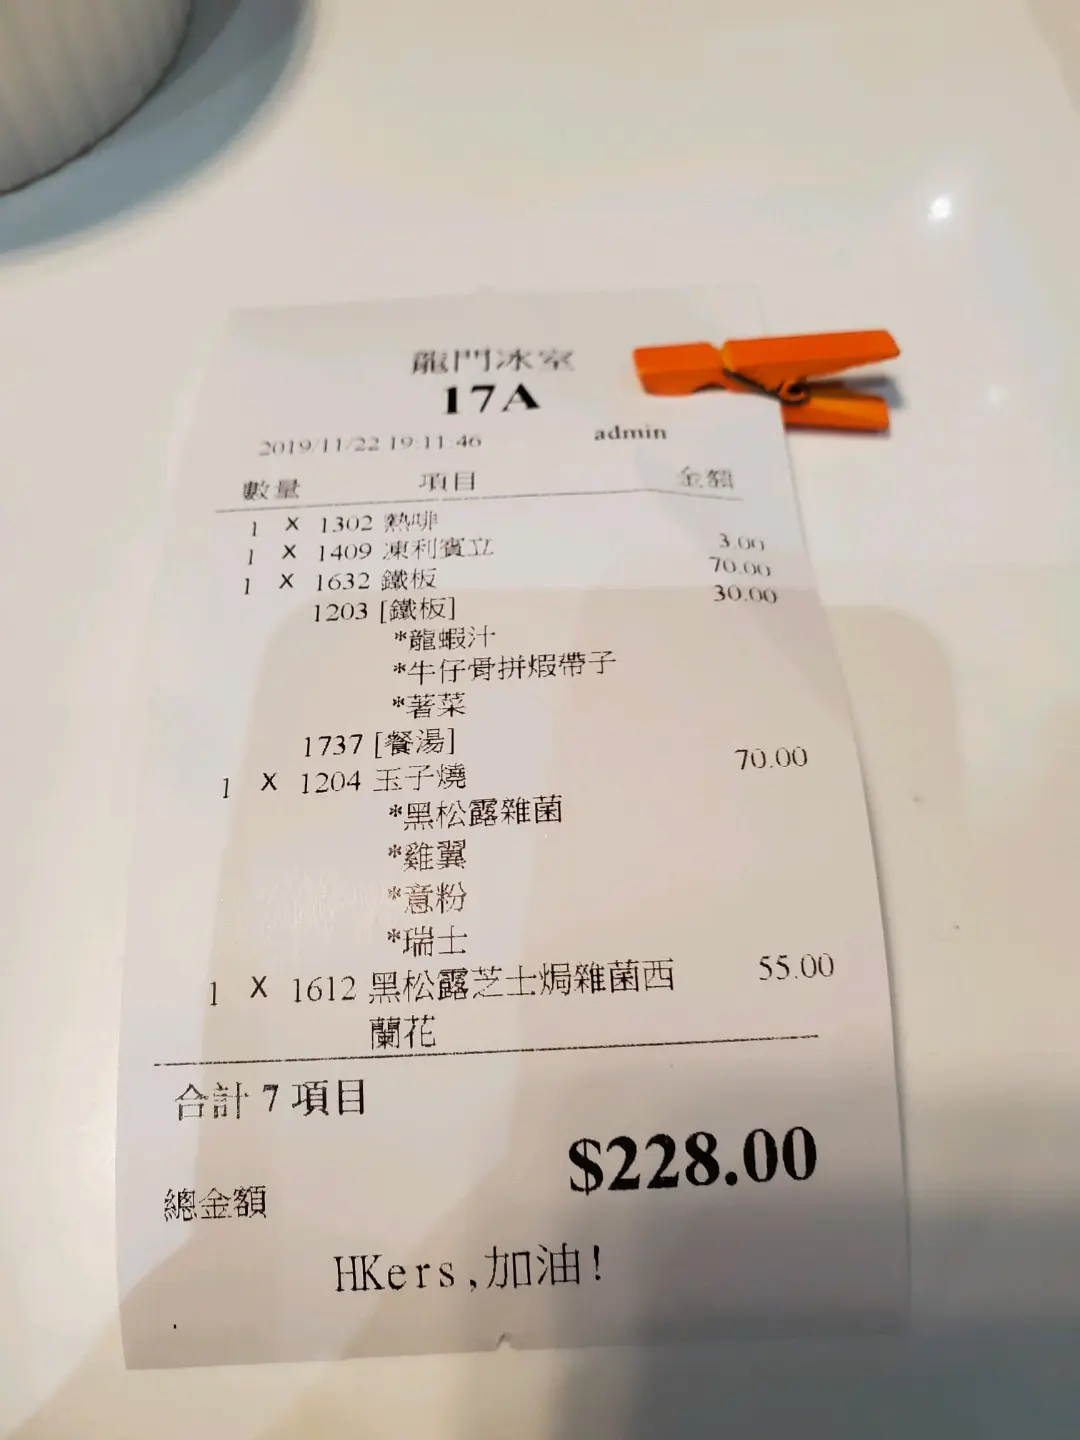 龍門冰室
17A
2019/11/22 19:11:46 admin
數量 項目 金額
1 X 1302 熱啡
1 X 1409 凍利賓立 3.00
1 X 1632 鐵板 70.00
1203 [鐵板] 30.00
*龍蝦汁
*牛仔骨拼煆帶子
*著菜
1737 [餐湯]
1 X 1204 玉子燒 70.00
*黑松露雜菌
*雞翼
*意粉
*瑞士
1 X 1612 黑松露芝士焗雜菌西 55.00
蘭花
合計 7 項目
$228.00
總金額
HKers,加油!